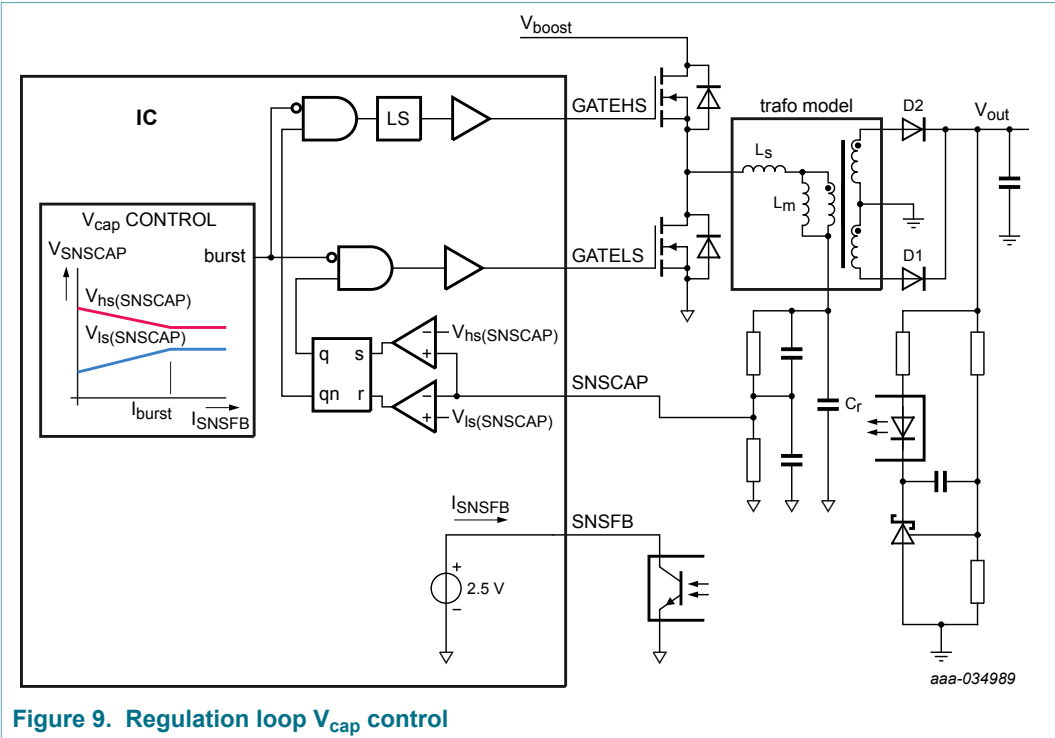 Vboost
IC
LS
GATEHS
trafo model
D2
Vout
Ls
Lm
Vcap CONTROL
VSNSCAP
burst
Vhs(SNSCAP)
Vls(SNSCAP)
Iburst
ISNSFB
GATELS
D1
q
s
qn
r
− Vhs(SNSCAP)
+
−
+ Vls(SNSCAP)
SNSCAP
Cr
ISNSFB
SNSFB
+
2.5 V
−
aaa-034989
Figure 9. Regulation loop Vcap control